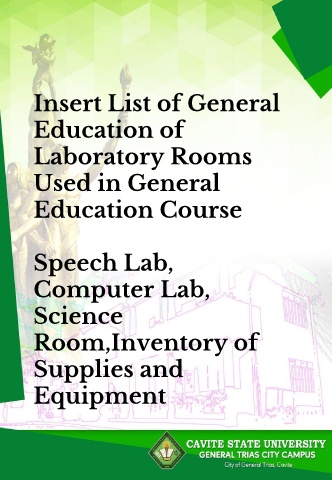 Insert List of General
Education of
Laboratory Rooms
Used in General
Education Course
Speech Lab,
Computer Lab,
Science
Room,Inventory of
Supplies and
Equipment
CAVITE STATE UNIVERSITY
GENERAL TRIAS CITY CAMPUS
City of General Trias, Cavite